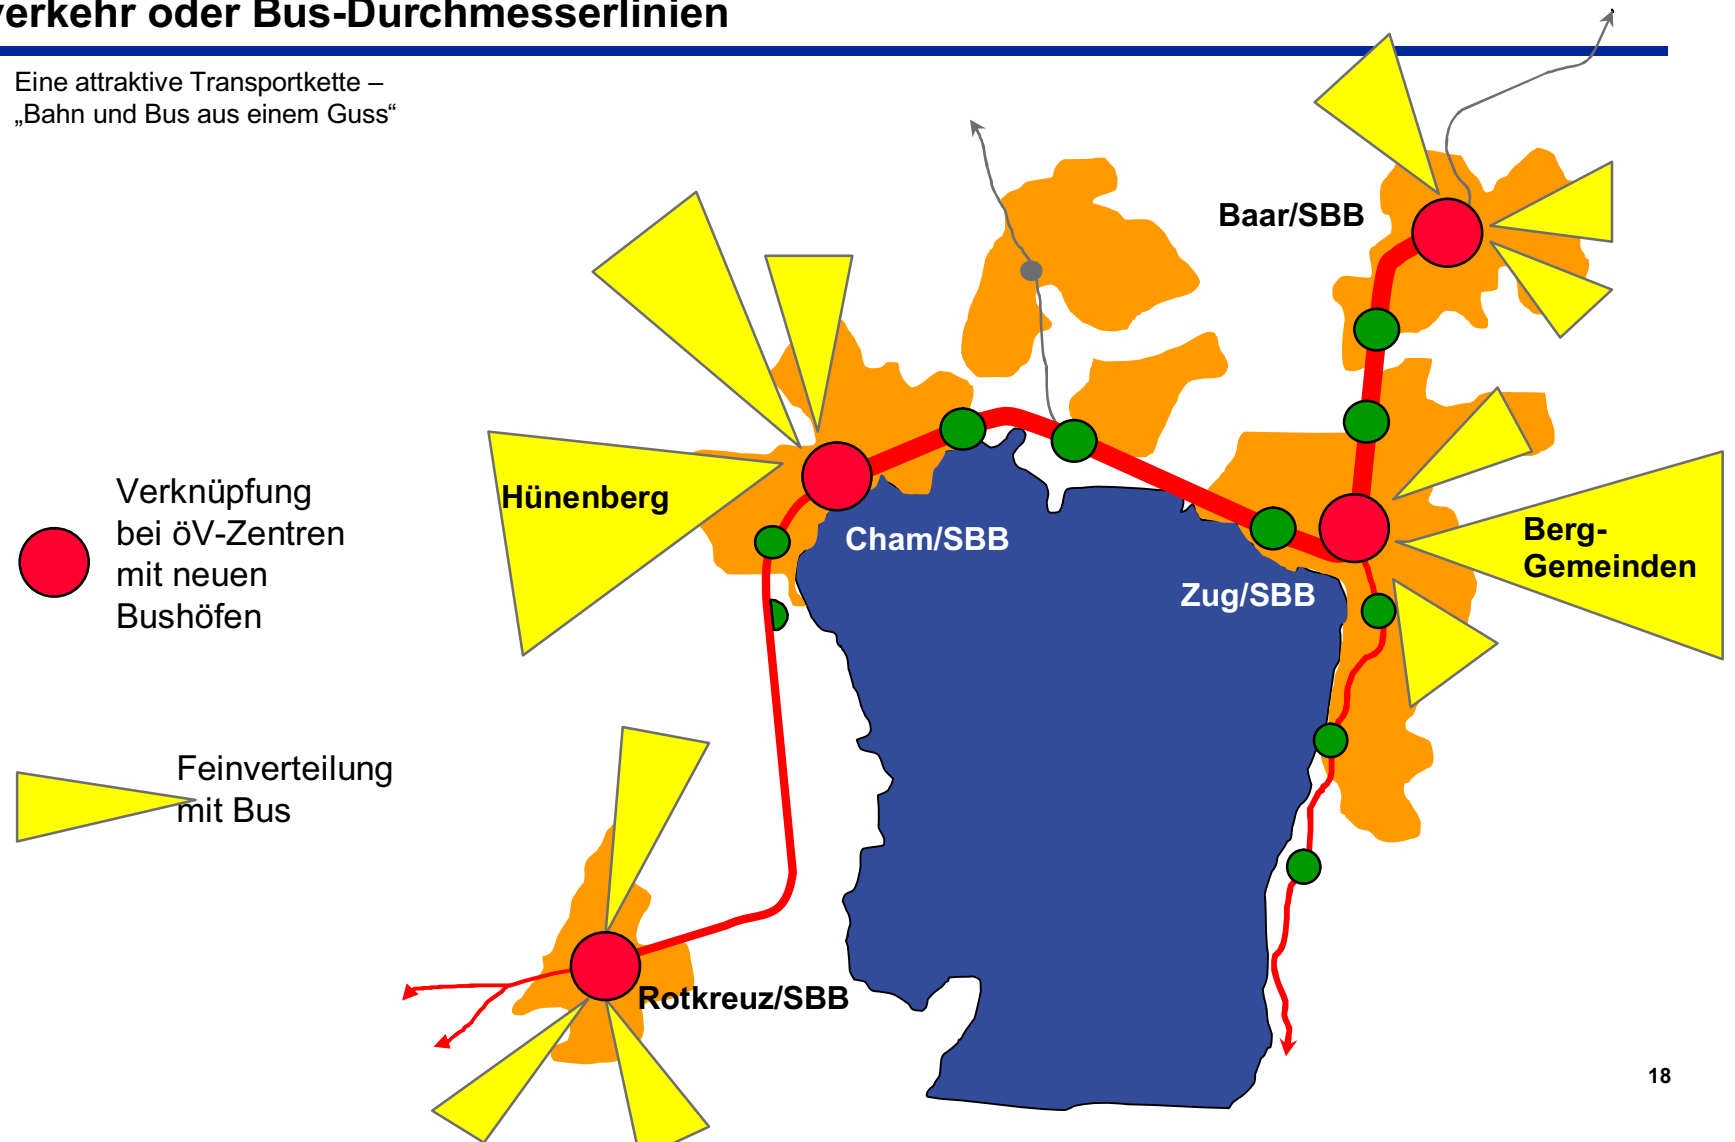 verkehr oder Bus-Durchmesserlinien
Eine attraktive Transportkette –
„Bahn und Bus aus einem Guss“
Baar/SBB
Hünenberg
Verknüpfung
bei öV-Zentren
mit neuen
Bushöfen
Cham/SBB
Berg-
Gemeinden
Zug/SBB
Feinverteilung
mit Bus
Rotkreuz/SBB
18